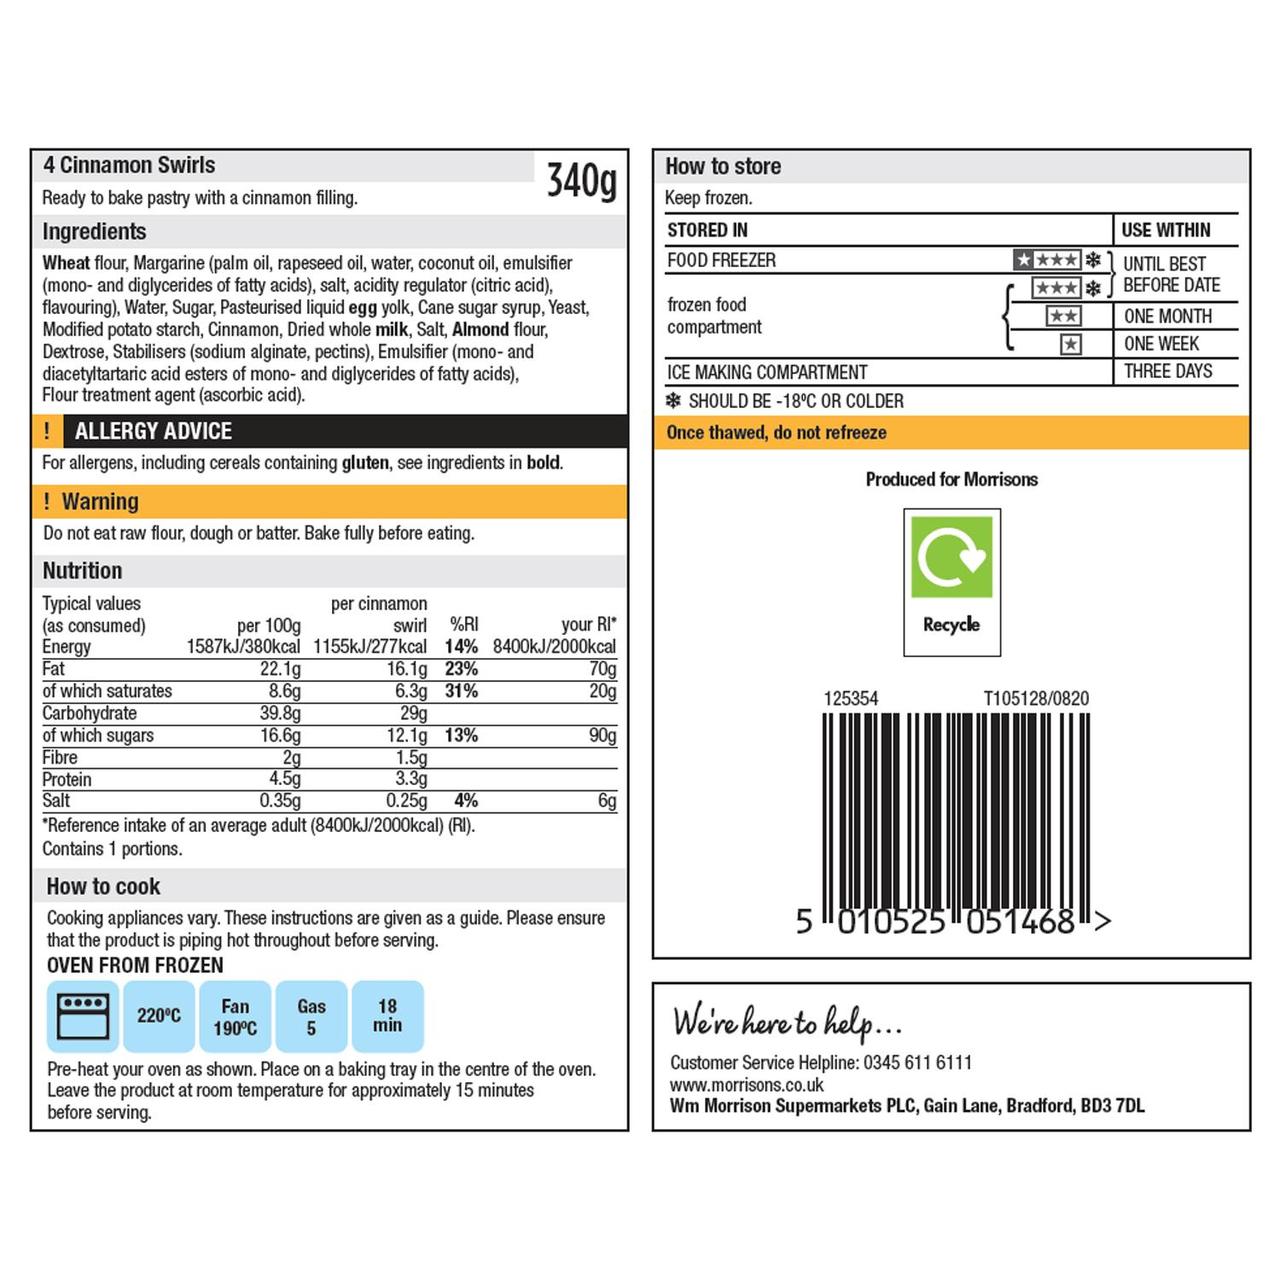 4 Cinnamon Swirls
340g
Ready to bake pastry with a cinnamon filling.
Ingredients
Wheat flour, Margarine (palm oil, rapeseed oil, water, coconut oil, emulsifier
(mono- and diglycerides of fatty acids), salt, acidity regulator (citric acid),
flavouring), Water, Sugar, Pasteurised liquid egg yolk, Cane sugar syrup, Yeast,
Modified potato starch, Cinnamon, Dried whole milk, Salt, Almond flour,
Dextrose, Stabilisers (sodium alginate, pectins), Emulsifier (mono- and
diacetyltartaric acid esters of mono- and diglycerides of fatty acids),
Flour treatment agent (ascorbic acid).
! ALLERGY ADVICE
For allergens, including cereals containing gluten, see ingredients in bold.
! Warning
Do not eat raw flour, dough or batter. Bake fully before eating.
Nutrition
Typical values per cinnamon
(as consumed) per 100g swirl %RI your RI*
Energy 1587kJ/380kcal 1155kJ/277kcal 14% 8400kJ/2000kcal
Fat 22.1g 16.1g 23% 70g
of which saturates 8.6g 6.3g 31% 20g
Carbohydrate 39.8g 29g
of which sugars 16.6g 12.1g 13% 90g
Fibre 2g 1.5g
Protein 4.5g 3.3g
Salt 0.35g 0.25g 4% 6g
*Reference intake of an average adult (8400kJ/2000kcal) (RI).
Contains 1 portions.
How to cook
Cooking appliances vary. These instructions are given as a guide. Please ensure
that the product is piping hot throughout before serving.
OVEN FROM FROZEN
220ºC Fan 190ºC Gas 5 18 min
Pre-heat your oven as shown. Place on a baking tray in the centre of the oven.
Leave the product at room temperature for approximately 15 minutes
before serving.
How to store
Keep frozen.
STORED IN USE WITHIN
FOOD FREEZER ★★★★ ❄ UNTIL BEST
★★★ ❄ BEFORE DATE
frozen food
compartment
★★ ONE MONTH
★ ONE WEEK
ICE MAKING COMPARTMENT THREE DAYS
❄ SHOULD BE -18ºC OR COLDER
Once thawed, do not refreeze
Produced for Morrisons
Recycle
125354 T105128/0820
5 010525 051468 >
We're here to help...
Customer Service Helpline: 0345 611 6111
www.morrisons.co.uk
Wm Morrison Supermarkets PLC, Gain Lane, Bradford, BD3 7DL